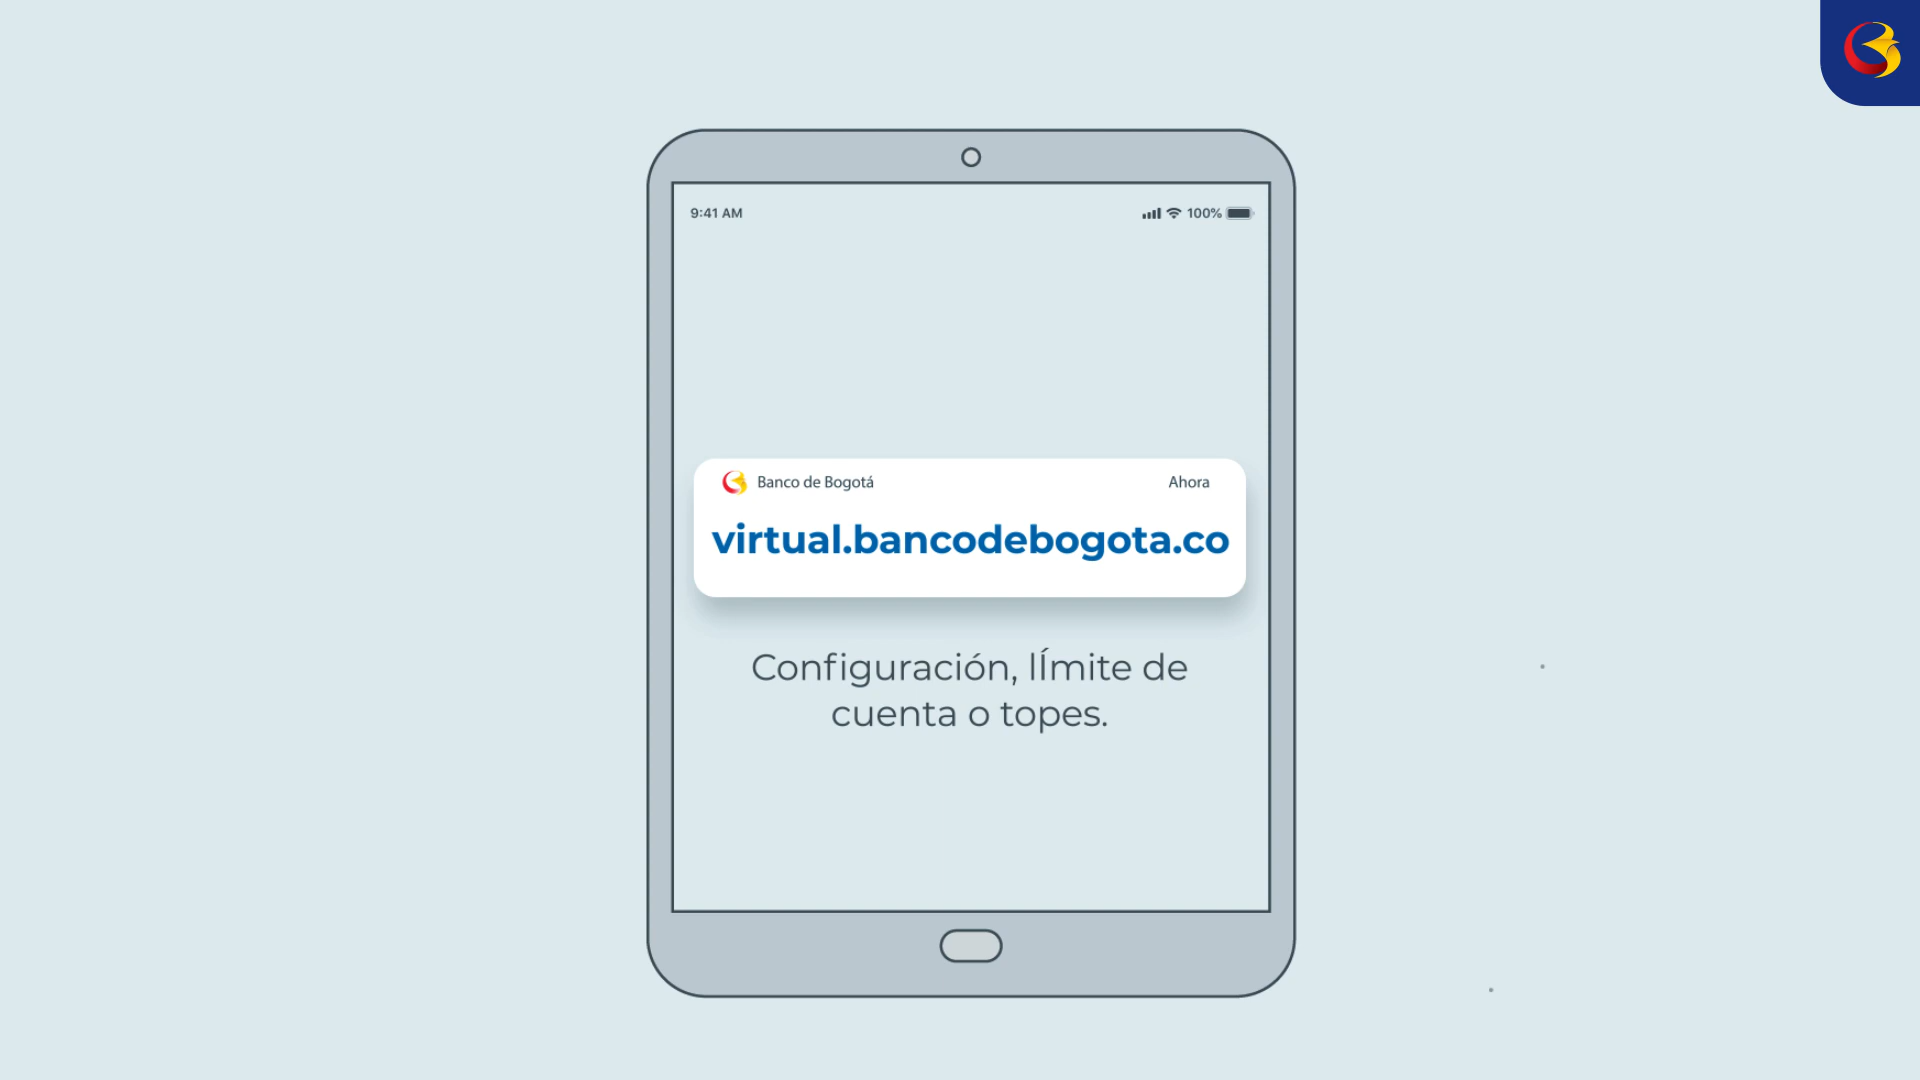 9:41 AM 100%
Banco de Bogotá Ahora
virtual.bancodebogota.co
Configuración, lÍmite de
cuenta o topes.